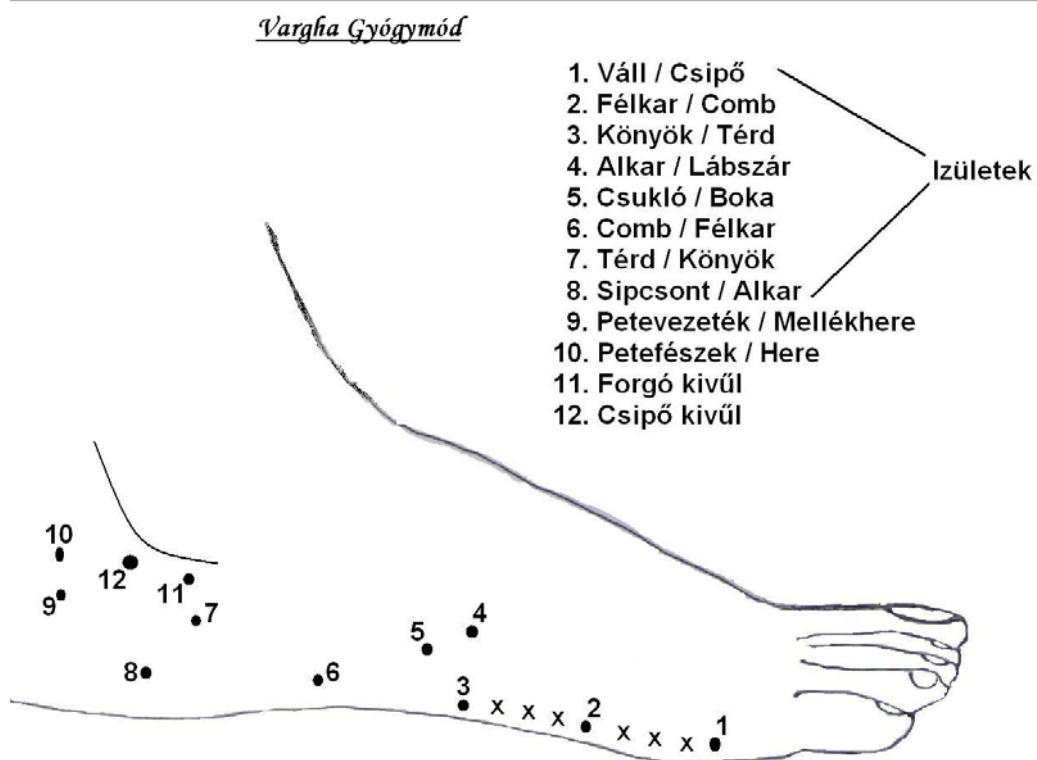 Vargha Gyógymód
1. Váll / Csipő
2. Félkar / Comb
3. Könyök / Térd
4. Alkar / Lábszár
5. Csukló / Boka
6. Comb / Félkar
7. Térd / Könyök
8. Sipcsont / Alkar
9. Petevezeték / Mellékhere
10. Petefészek / Here
11. Forgó kivűl
12. Csipő kivűl
Izületek
10
12
11
9
7
8
6
5
4
3
x x x
2
x x x
1